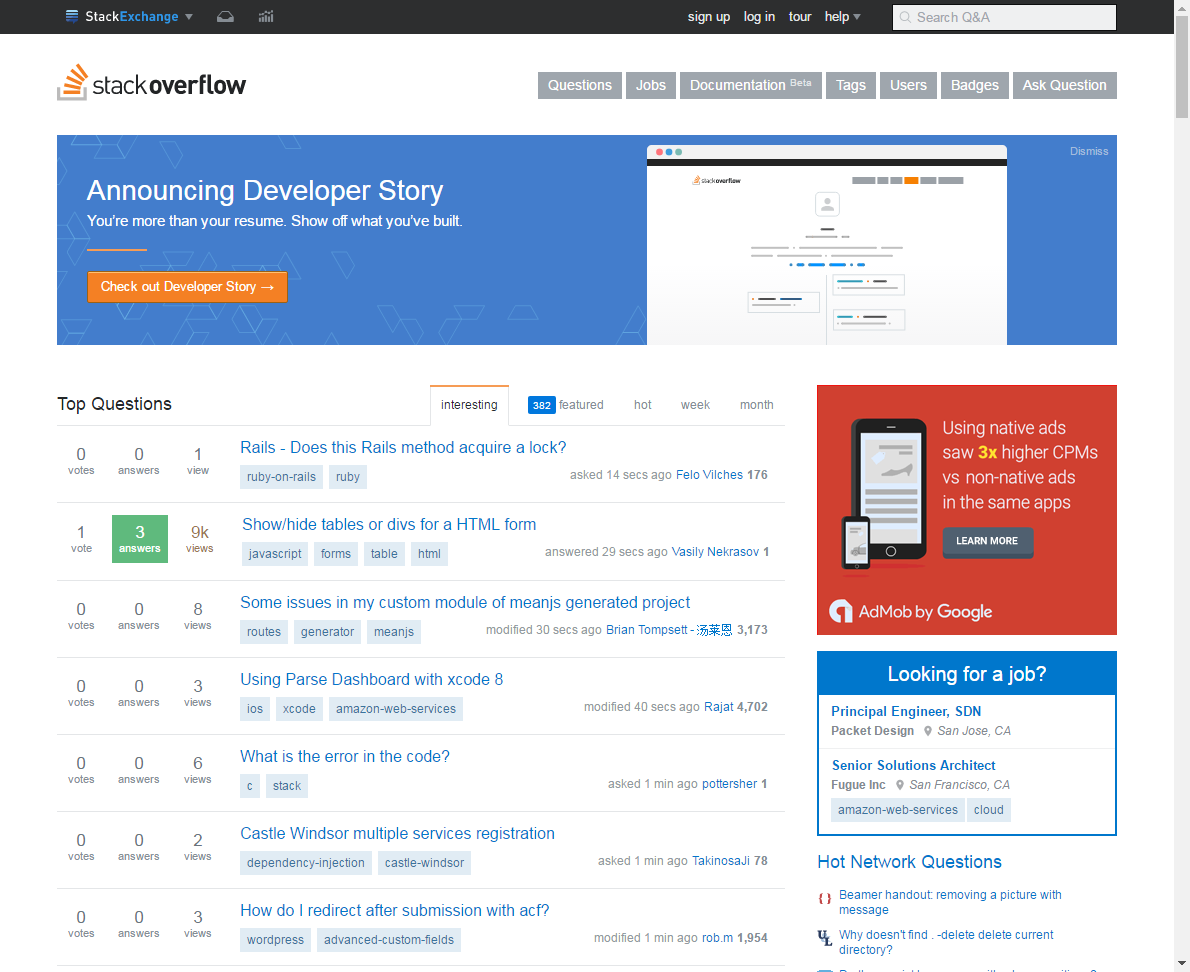 StackExchange
sign up log in tour help
Search Q&A
stackoverflow
Questions Jobs Documentation Beta Tags Users Badges Ask Question
Announcing Developer Story
You're more than your resume. Show off what you've built.
Check out Developer Story →
Dismiss
stackoverflow
Top Questions
interesting 382 featured hot week month
0 votes 0 answers 1 view
Rails - Does this Rails method acquire a lock?
ruby-on-rails ruby
asked 14 secs ago Felo Vilches 176
1 vote 3 answers 9k views
Show/hide tables or divs for a HTML form
javascript forms table html
answered 29 secs ago Vasily Nekrasov 1
0 votes 0 answers 8 views
Some issues in my custom module of meanjs generated project
routes generator meanjs
modified 30 secs ago Brian Tompsett - 汤莱恩 3,173
0 votes 0 answers 3 views
Using Parse Dashboard with xcode 8
ios xcode amazon-web-services
modified 40 secs ago Rajat 4,702
0 votes 0 answers 6 views
What is the error in the code?
c stack
asked 1 min ago pottersher 1
0 votes 0 answers 2 views
Castle Windsor multiple services registration
dependency-injection castle-windsor
asked 1 min ago TakinosaJi 78
0 votes 0 answers 3 views
How do I redirect after submission with acf?
wordpress advanced-custom-fields
modified 1 min ago rob.m 1,954
Using native ads
saw 3x higher CPMs
vs non-native ads
in the same apps
LEARN MORE
AdMob by Google
Looking for a job?
Principal Engineer, SDN
Packet Design San Jose, CA
Senior Solutions Architect
Fugue Inc San Francisco, CA
amazon-web-services cloud
Hot Network Questions
Beamer handout: removing a picture with
message
Why doesn't find . -delete delete current
directory?